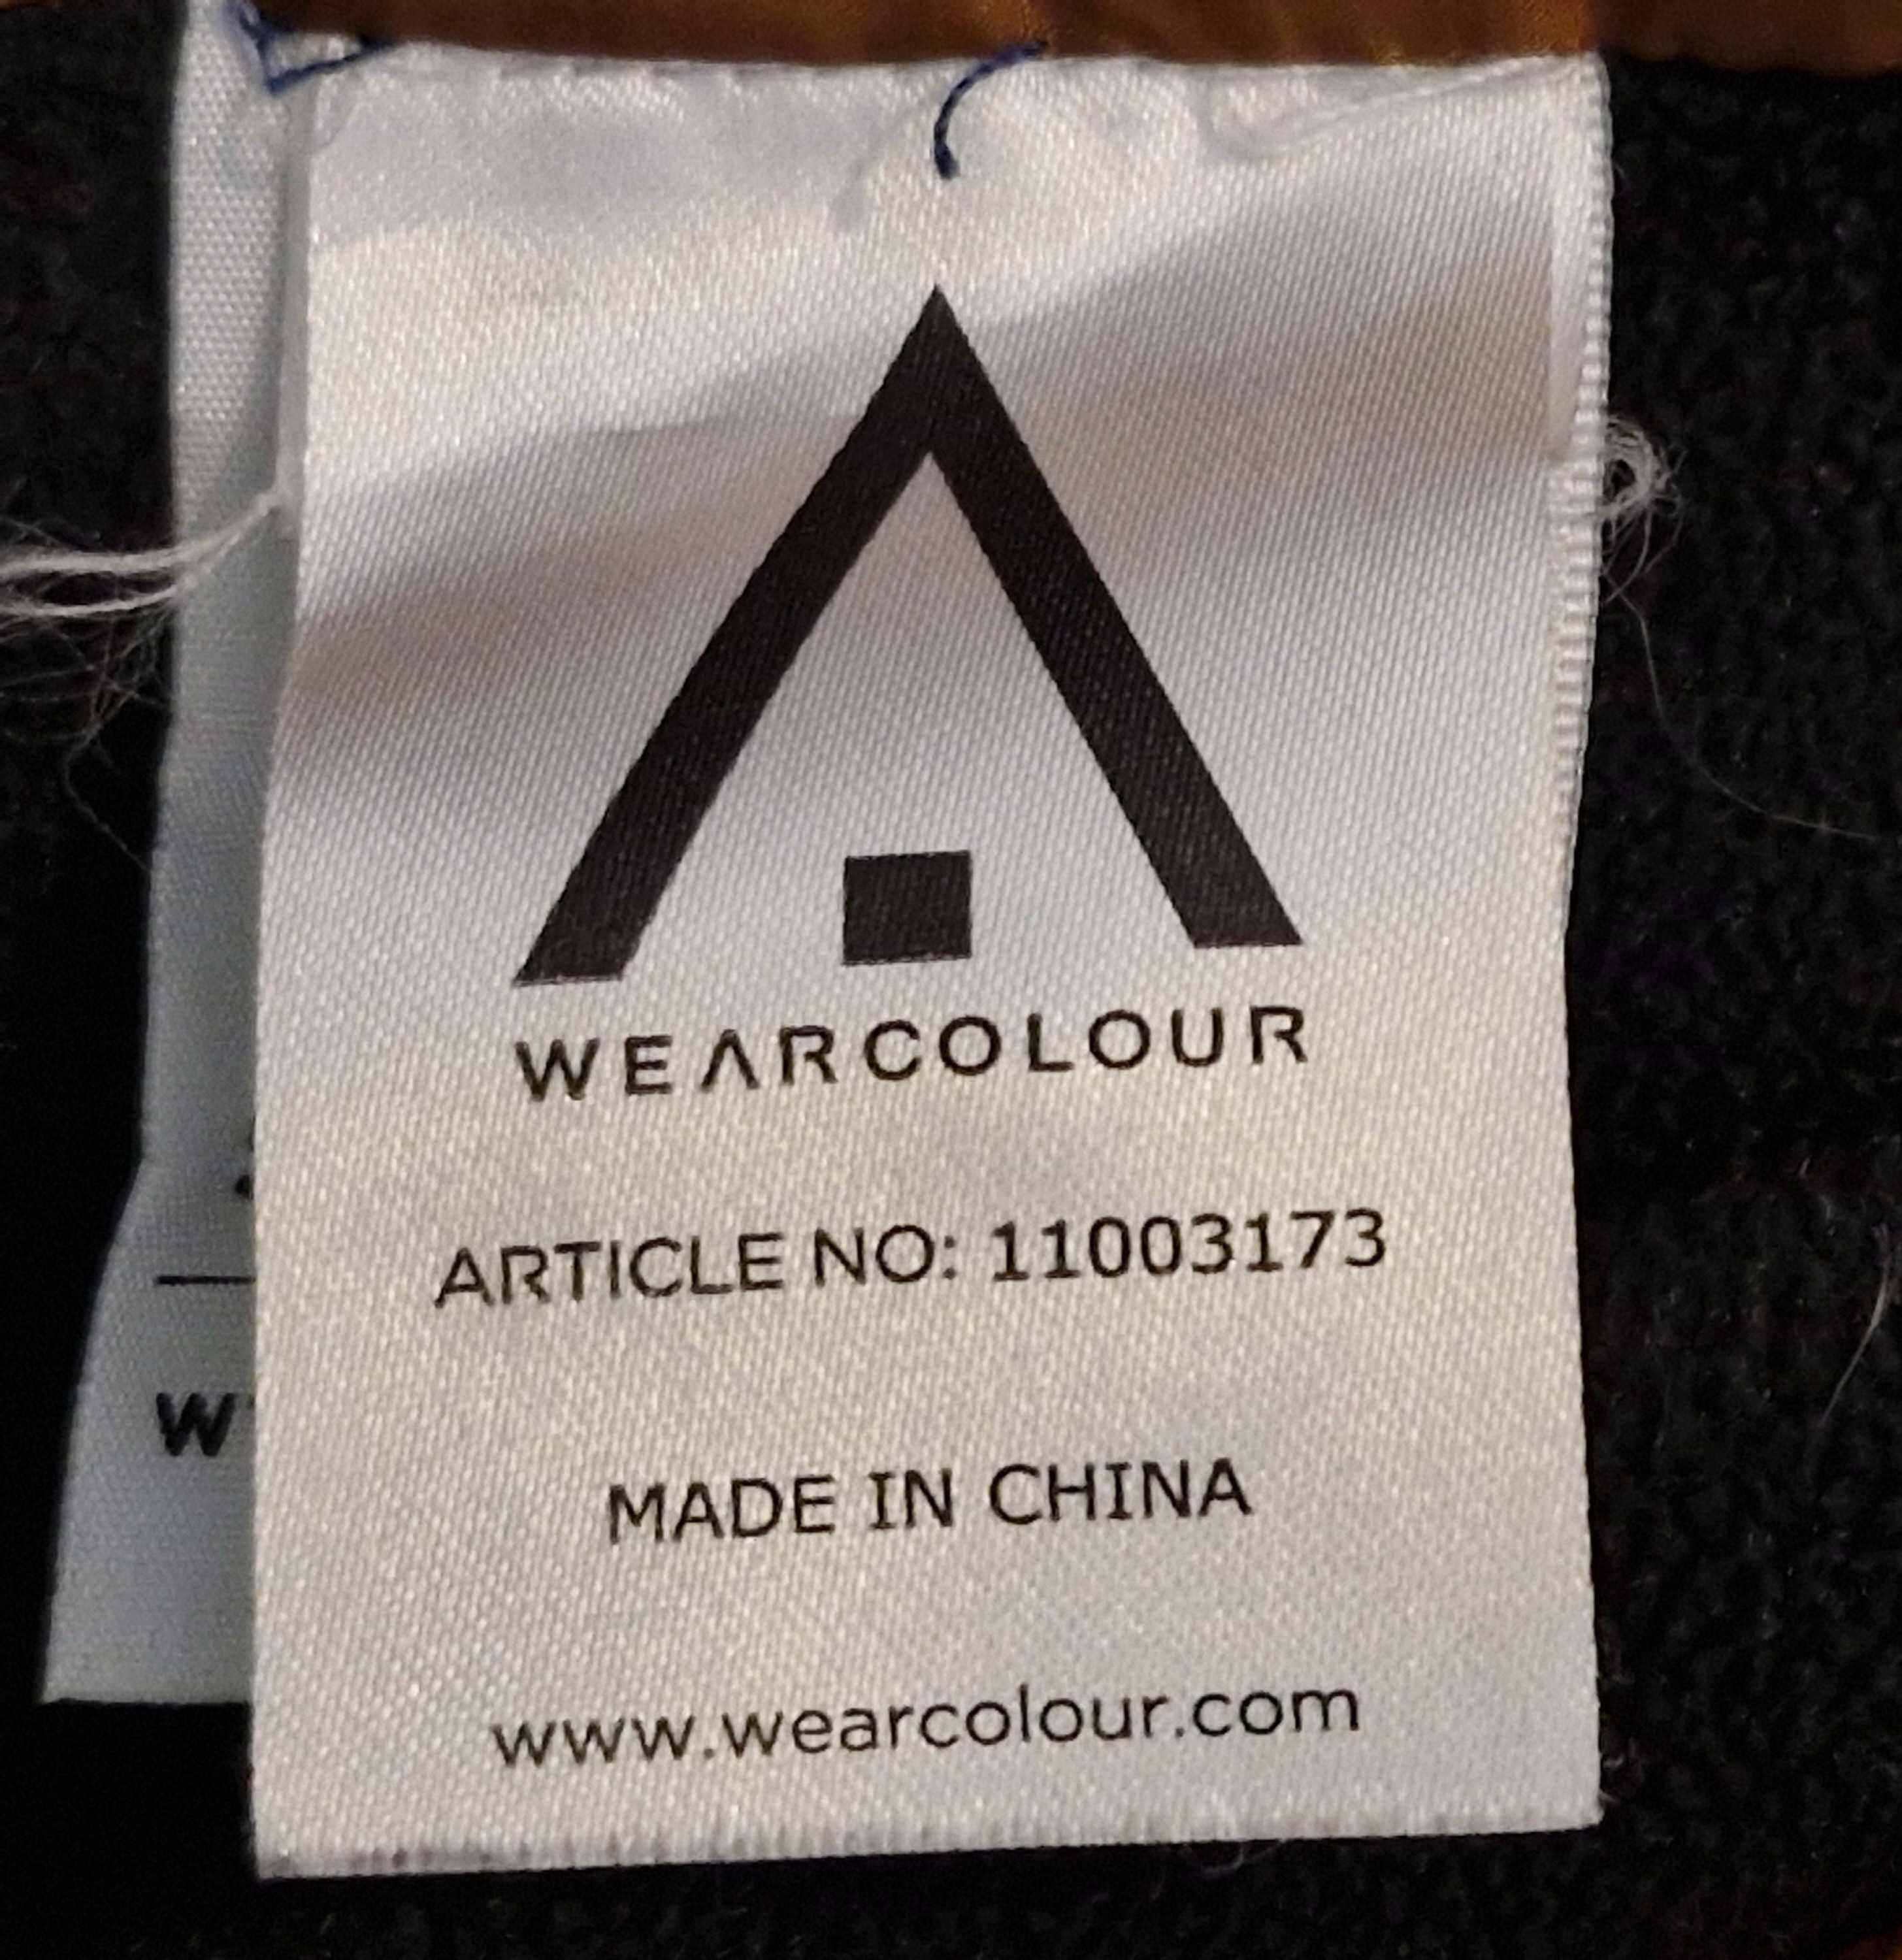 WEARCOLOUR
ARTICLE NO: 11003173
MADE IN CHINA
www.wearcolour.com